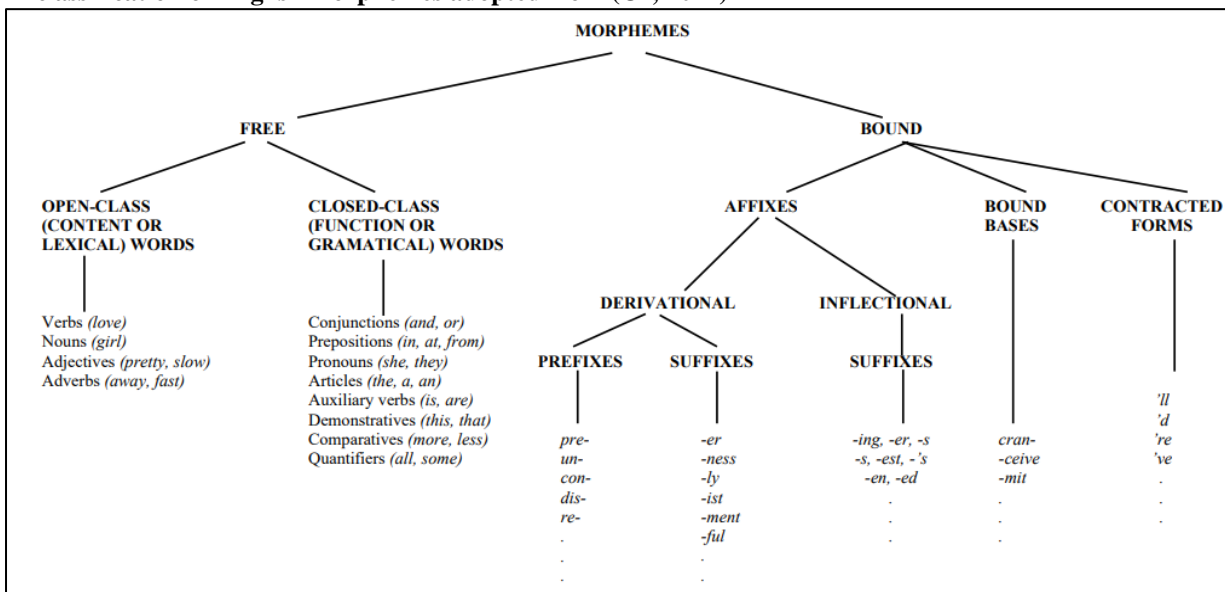 MORPHEMES
FREE
BOUND
OPEN-CLASS
(CONTENT OR
LEXICAL) WORDS
CLOSED-CLASS
(FUNCTION OR
GRAMATICAL) WORDS
AFFIXES
BOUND
BASES
CONTRACTED
FORMS
Verbs (love)
Nouns (girl)
Adjectives (pretty, slow)
Adverbs (away, fast)
Conjunctions (and, or)
Prepositions (in, at, from)
Pronouns (she, they)
Articles (the, a, an)
Auxiliary verbs (is, are)
Demonstratives (this, that)
Comparatives (more, less)
Quantifiers (all, some)
DERIVATIONAL
INFLECTIONAL
PREFIXES
SUFFIXES
SUFFIXES
pre-
un-
con-
dis-
re-
.
.
.
-er
-ness
-ly
-ist
-ment
-ful
.
.
-ing, -er, -s
-s, -est, -'s
-en, -ed
.
.
.
cran-
-ceive
-mit
.
.
.
'll
'd
're
've
.
.
.